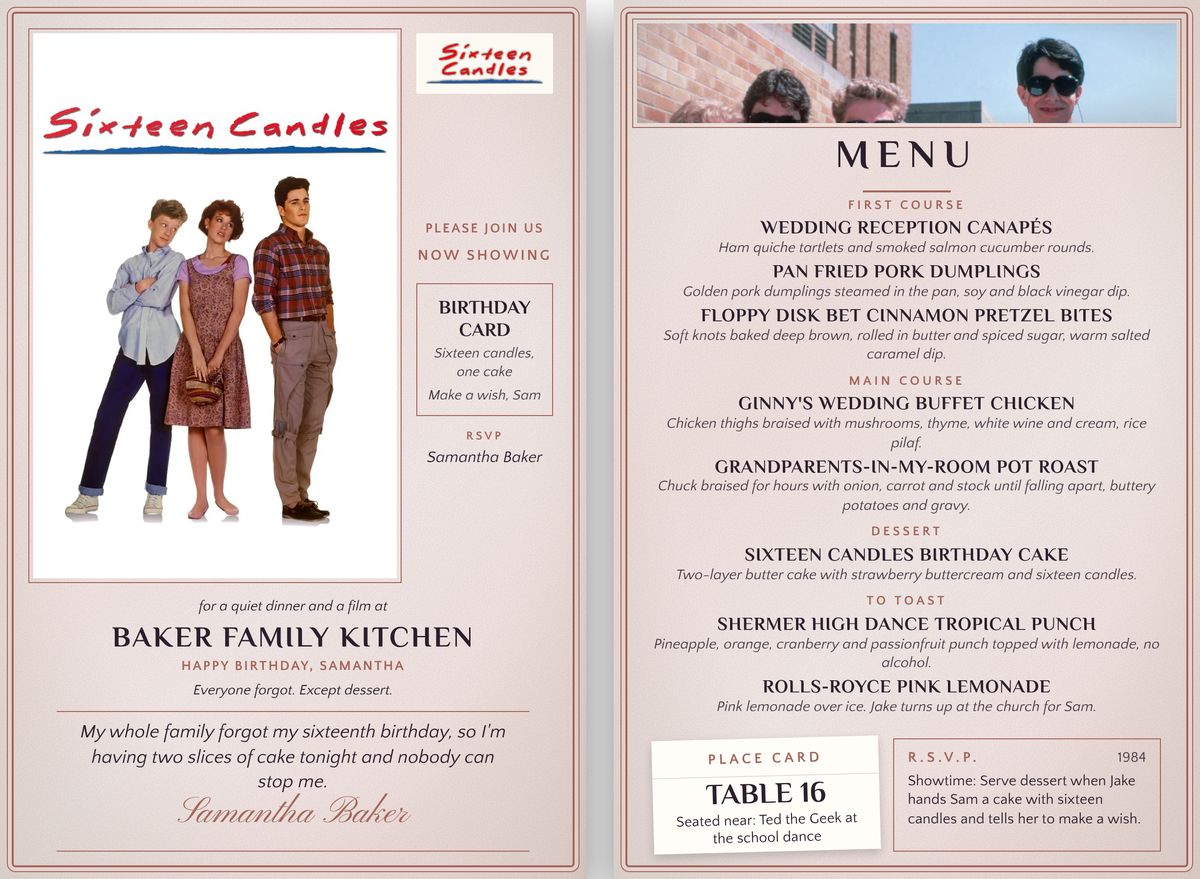 Sixteen Candles
Sixteen
Candles
PLEASE JOIN US
NOW SHOWING
BIRTHDAY
CARD
Sixteen candles,
one cake
Make a wish, Sam
RSVP
Samantha Baker
for a quiet dinner and a film at
BAKER FAMILY KITCHEN
HAPPY BIRTHDAY, SAMANTHA
Everyone forgot. Except dessert.
My whole family forgot my sixteenth birthday, so I'm
having two slices of cake tonight and nobody can
stop me.
Samantha Baker
MENU
FIRST COURSE
WEDDING RECEPTION CANAPÉS
Ham quiche tartlets and smoked salmon cucumber rounds.
PAN FRIED PORK DUMPLINGS
Golden pork dumplings steamed in the pan, soy and black vinegar dip.
FLOPPY DISK BET CINNAMON PRETZEL BITES
Soft knots baked deep brown, rolled in butter and spiced sugar, warm salted
caramel dip.
MAIN COURSE
GINNY'S WEDDING BUFFET CHICKEN
Chicken thighs braised with mushrooms, thyme, white wine and cream, rice
pilaf.
GRANDPARENTS-IN-MY-ROOM POT ROAST
Chuck braised for hours with onion, carrot and stock until falling apart, buttery
potatoes and gravy.
DESSERT
SIXTEEN CANDLES BIRTHDAY CAKE
Two-layer butter cake with strawberry buttercream and sixteen candles.
TO TOAST
SHERMER HIGH DANCE TROPICAL PUNCH
Pineapple, orange, cranberry and passionfruit punch topped with lemonade, no
alcohol.
ROLLS-ROYCE PINK LEMONADE
Pink lemonade over ice. Jake turns up at the church for Sam.
PLACE CARD
TABLE 16
Seated near: Ted the Geek at
the school dance
R.S.V.P. 1984
Showtime: Serve dessert when Jake
hands Sam a cake with sixteen
candles and tells her to make a wish.